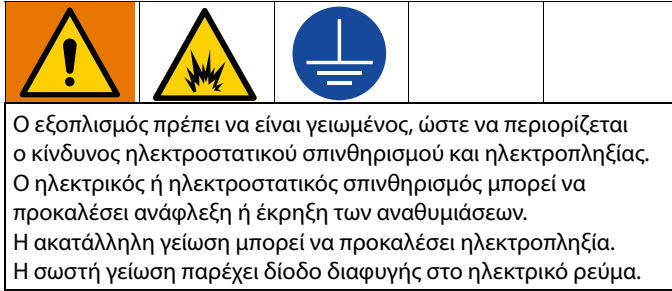 Ο εξοπλισμός πρέπει να είναι γειωμένος, ώστε να περιορίζεται
ο κίνδυνος ηλεκτροστατικού σπινθηρισμού και ηλεκτροπληξίας.
Ο ηλεκτρικός ή ηλεκτροστατικός σπινθηρισμός μπορεί να
προκαλέσει ανάφλεξη ή έκρηξη των αναθυμιάσεων.
Η ακατάλληλη γείωση μπορεί να προκαλέσει ηλεκτροπληξία.
Η σωστή γείωση παρέχει δίοδο διαφυγής στο ηλεκτρικό ρεύμα.